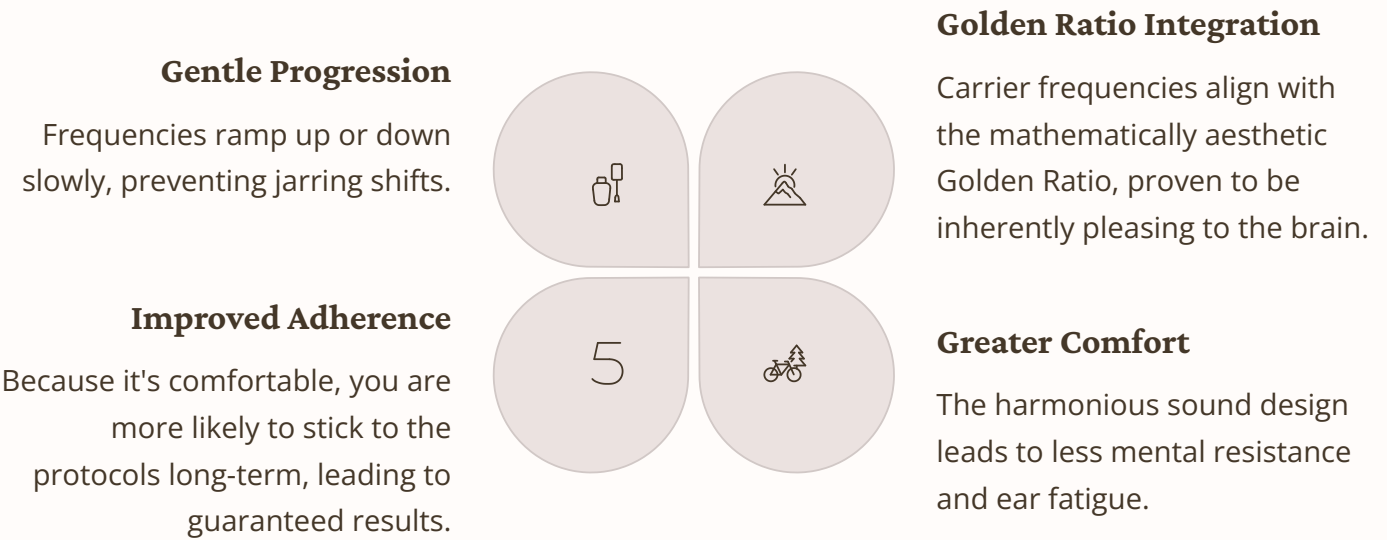 Gentle Progression
Frequencies ramp up or down
slowly, preventing jarring shifts.
Golden Ratio Integration
Carrier frequencies align with
the mathematically aesthetic
Golden Ratio, proven to be
inherently pleasing to the brain.
Improved Adherence
Because it's comfortable, you are
more likely to stick to the
protocols long-term, leading to
guaranteed results.
5
Greater Comfort
The harmonious sound design
leads to less mental resistance
and ear fatigue.